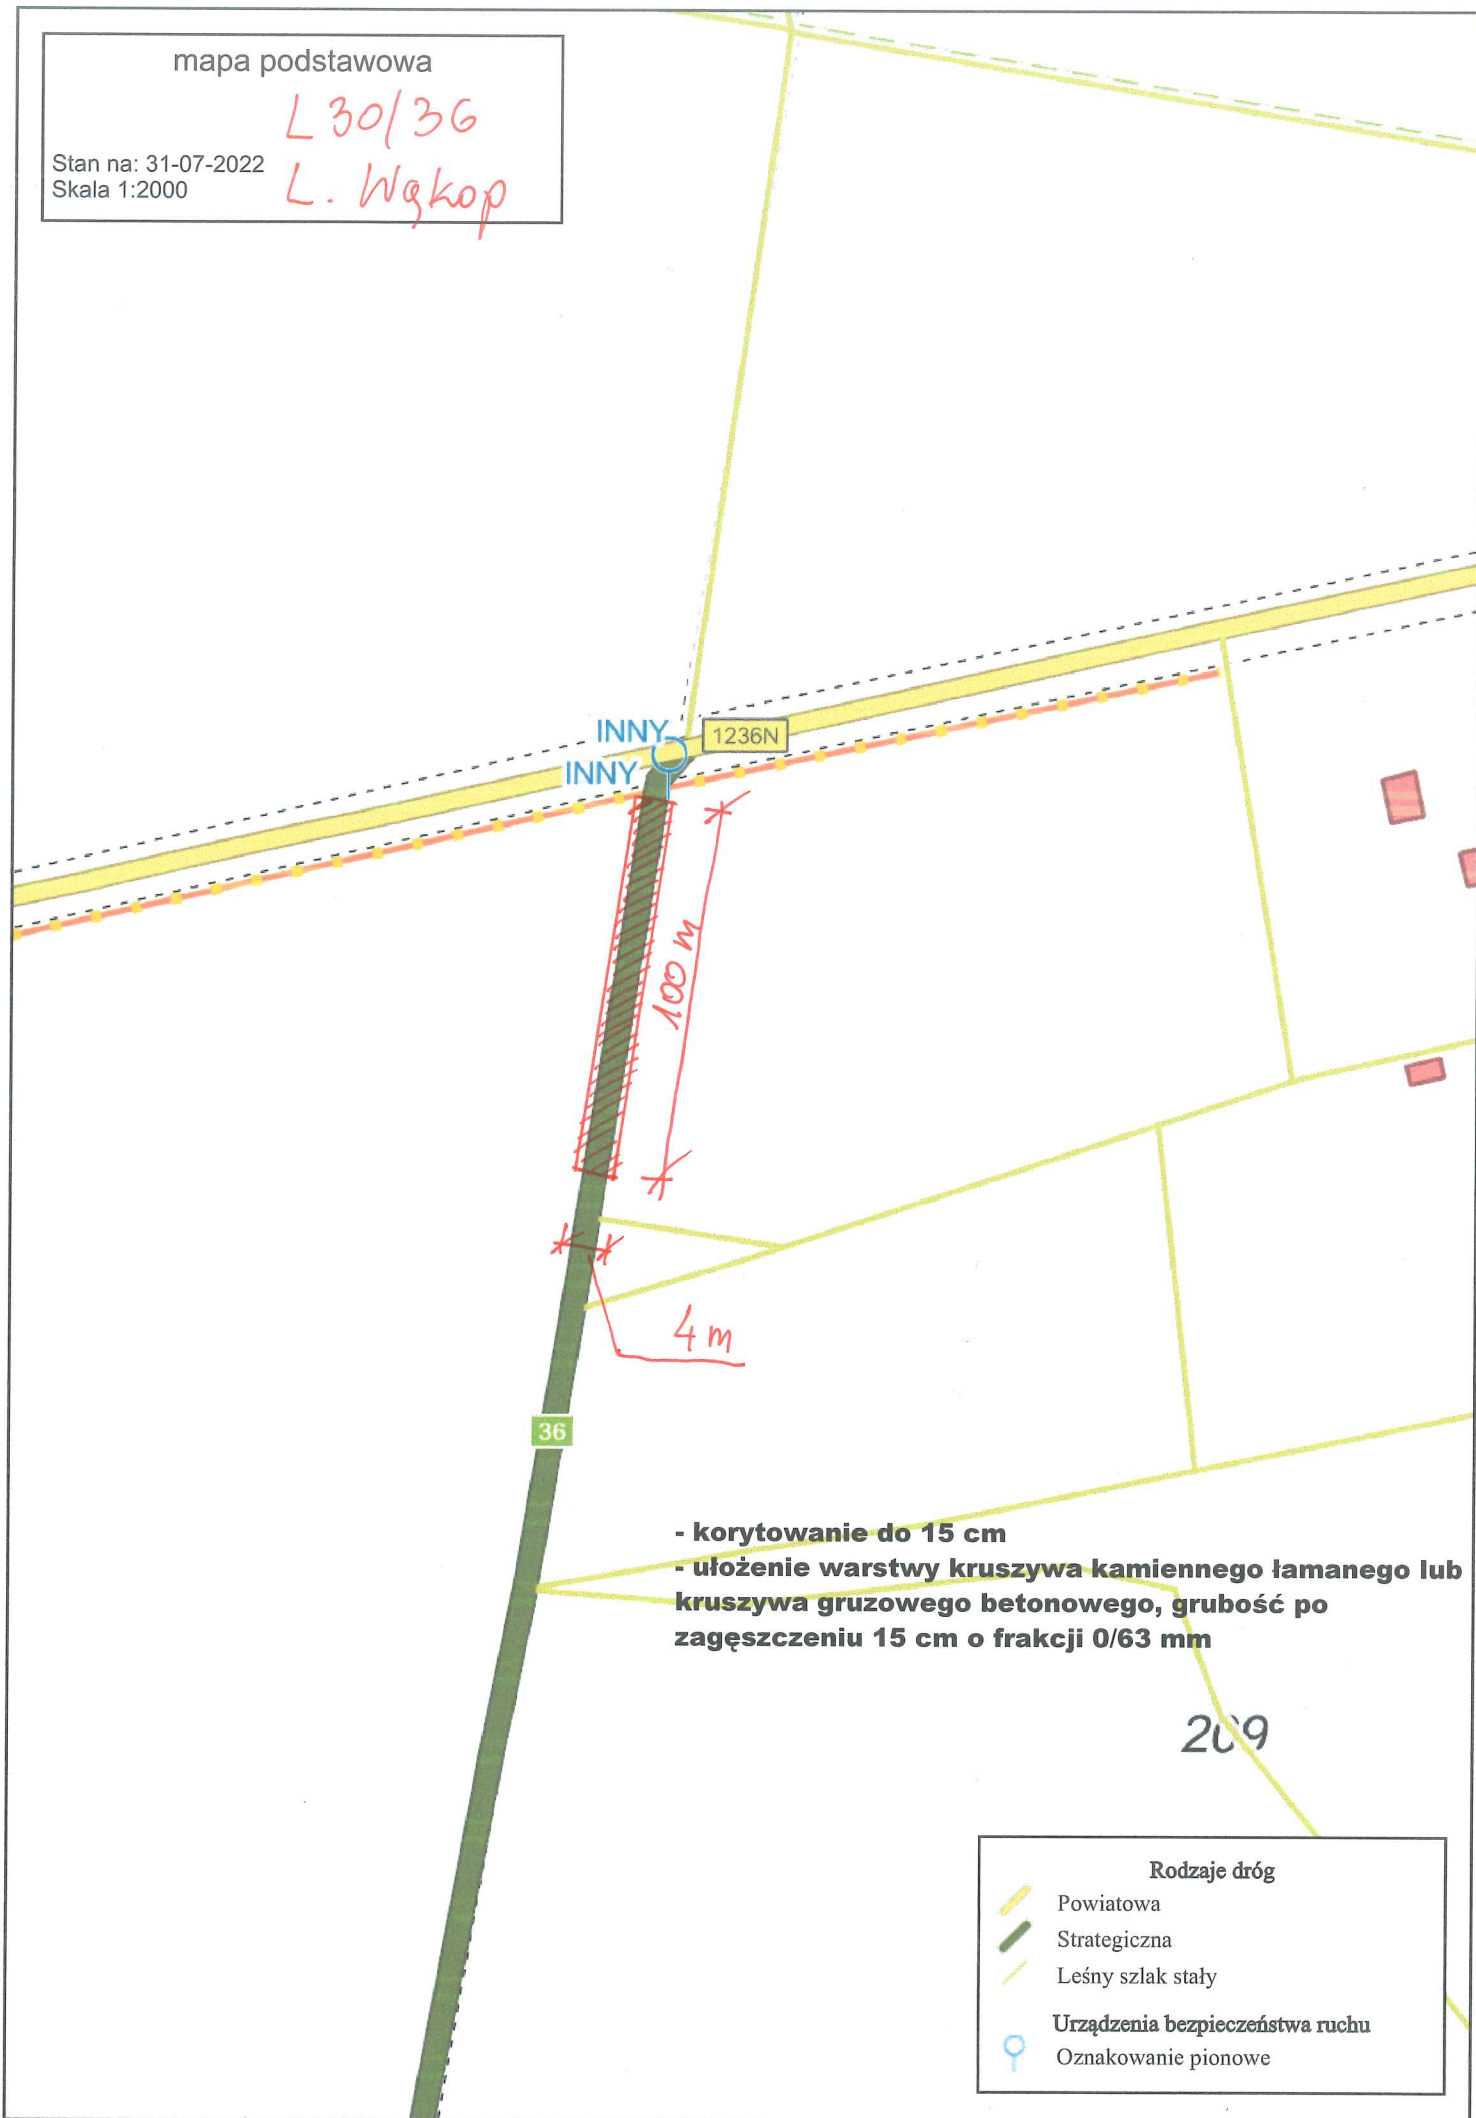 mapa podstawowa
L 30/36
Stan na: 31-07-2022
Skala 1:2000
L. Wąkop
INNY
1236N
INNY
100 m
4 m
36
- korytowanie do 15 cm
- ułożenie warstwy kruszywa kamiennego łamanego lub
kruszywa gruzowego betonowego, grubość po
zagęszczeniu 15 cm o frakcji 0/63 mm
209
Rodzaje dróg
Powiatowa
Strategiczna
Leśny szlak stały
Urządzenia bezpieczeństwa ruchu
Oznakowanie pionowe